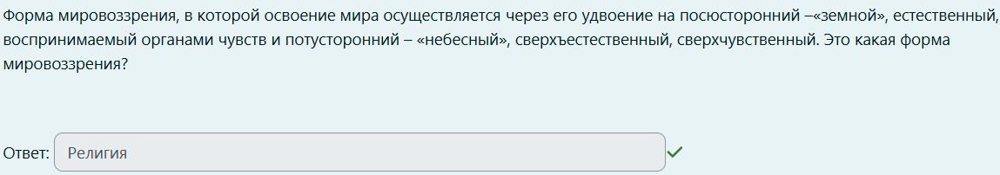 Форма мировоззрения, в которой освоение мира осуществляется через его удвоение на посюсторонний –«земной», естественный,
воспринимаемый органами чувств и потусторонний – «небесный», сверхъестественный, сверхчувственный. Это какая форма
мировоззрения?
Ответ: Религия